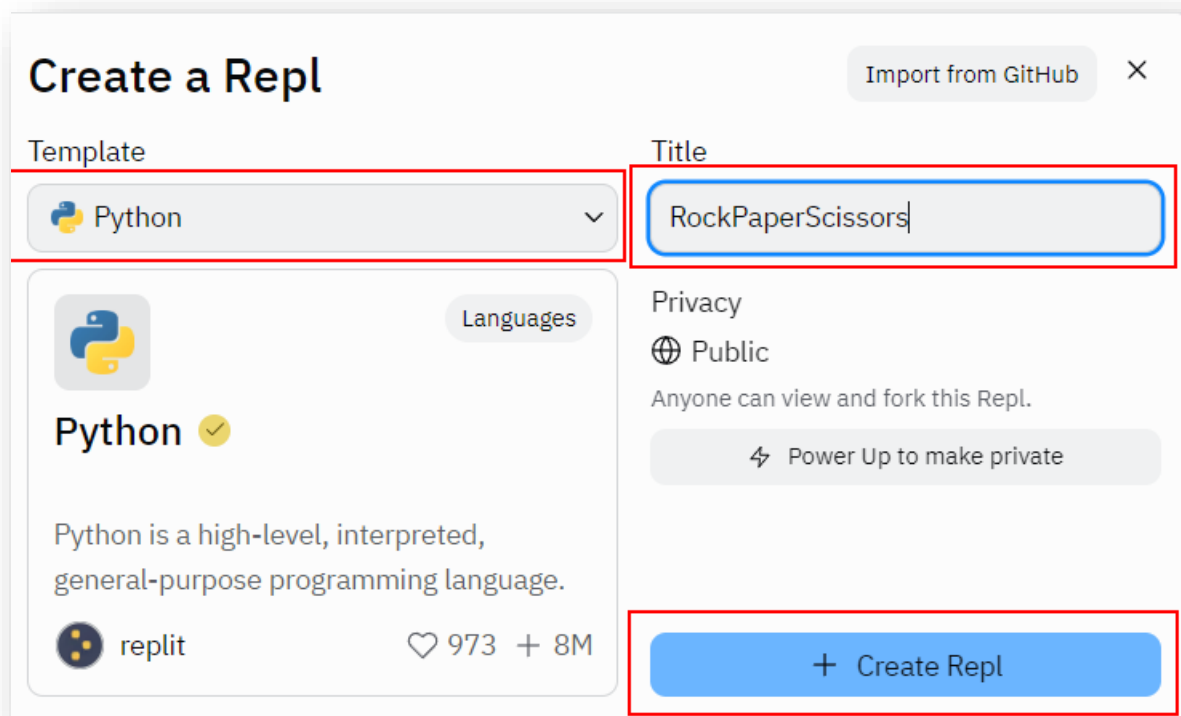 Create a Repl
Import from GitHub
Template
Python
Languages
Python
Python is a high-level, interpreted,
general-purpose programming language.
replit
973
8M
Title
RockPaperScissors
Privacy
Public
Anyone can view and fork this Repl.
Power Up to make private
+ Create Repl